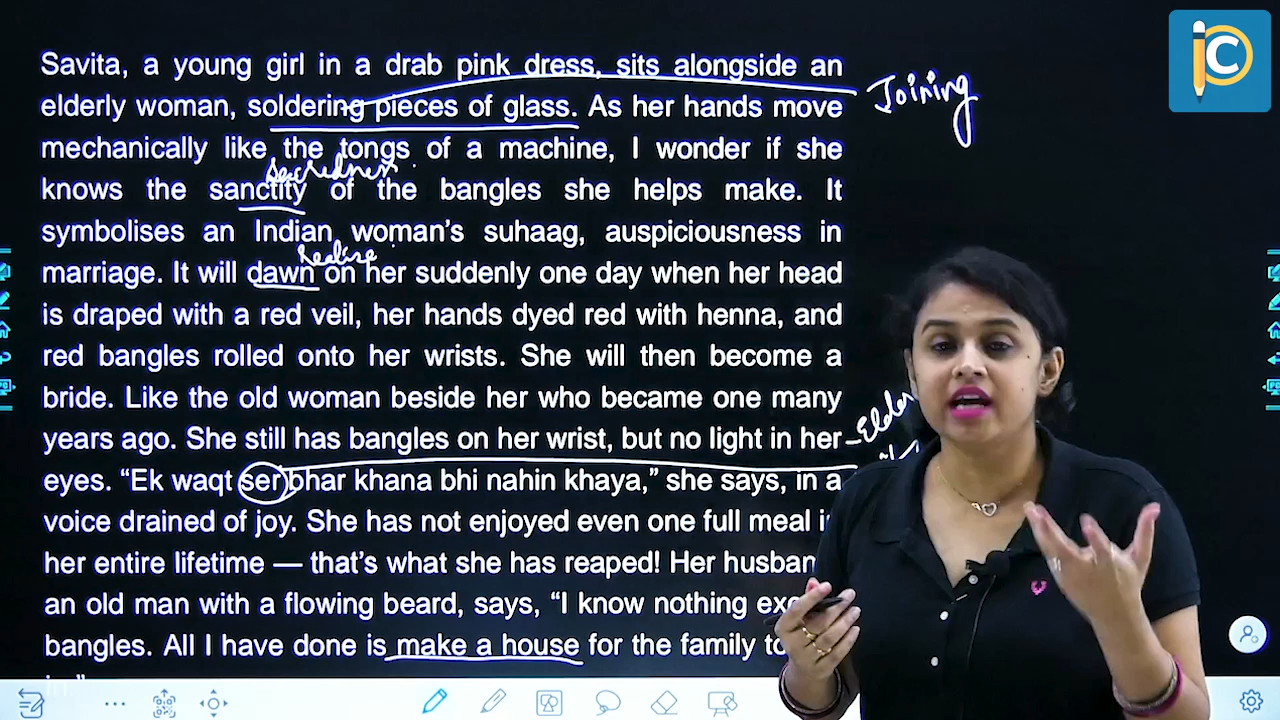 Savita, a young girl in a drab pink dress, sits alongside an
elderly woman, soldering pieces of glass. As her hands move
Joining
mechanically like the tongs of a machine, I wonder if she
sacredness
knows the sanctity of the bangles she helps make. It
symbolises an Indian woman's suhaag, auspiciousness in
realise
marriage. It will dawn on her suddenly one day when her head
is draped with a red veil, her hands dyed red with henna, and
red bangles rolled onto her wrists. She will then become a
bride. Like the old woman beside her who became one many
years ago. She still has bangles on her wrist, but no light in her
Elder
eyes. “Ek waqt ser bhar khana bhi nahin khaya,” she says, in a
voice drained of joy. She has not enjoyed even one full meal
her entire lifetime — that's what she has reaped! Her
an old man with a flowing beard, says, “I know nothing
bangles. All I have done is make a house for the family